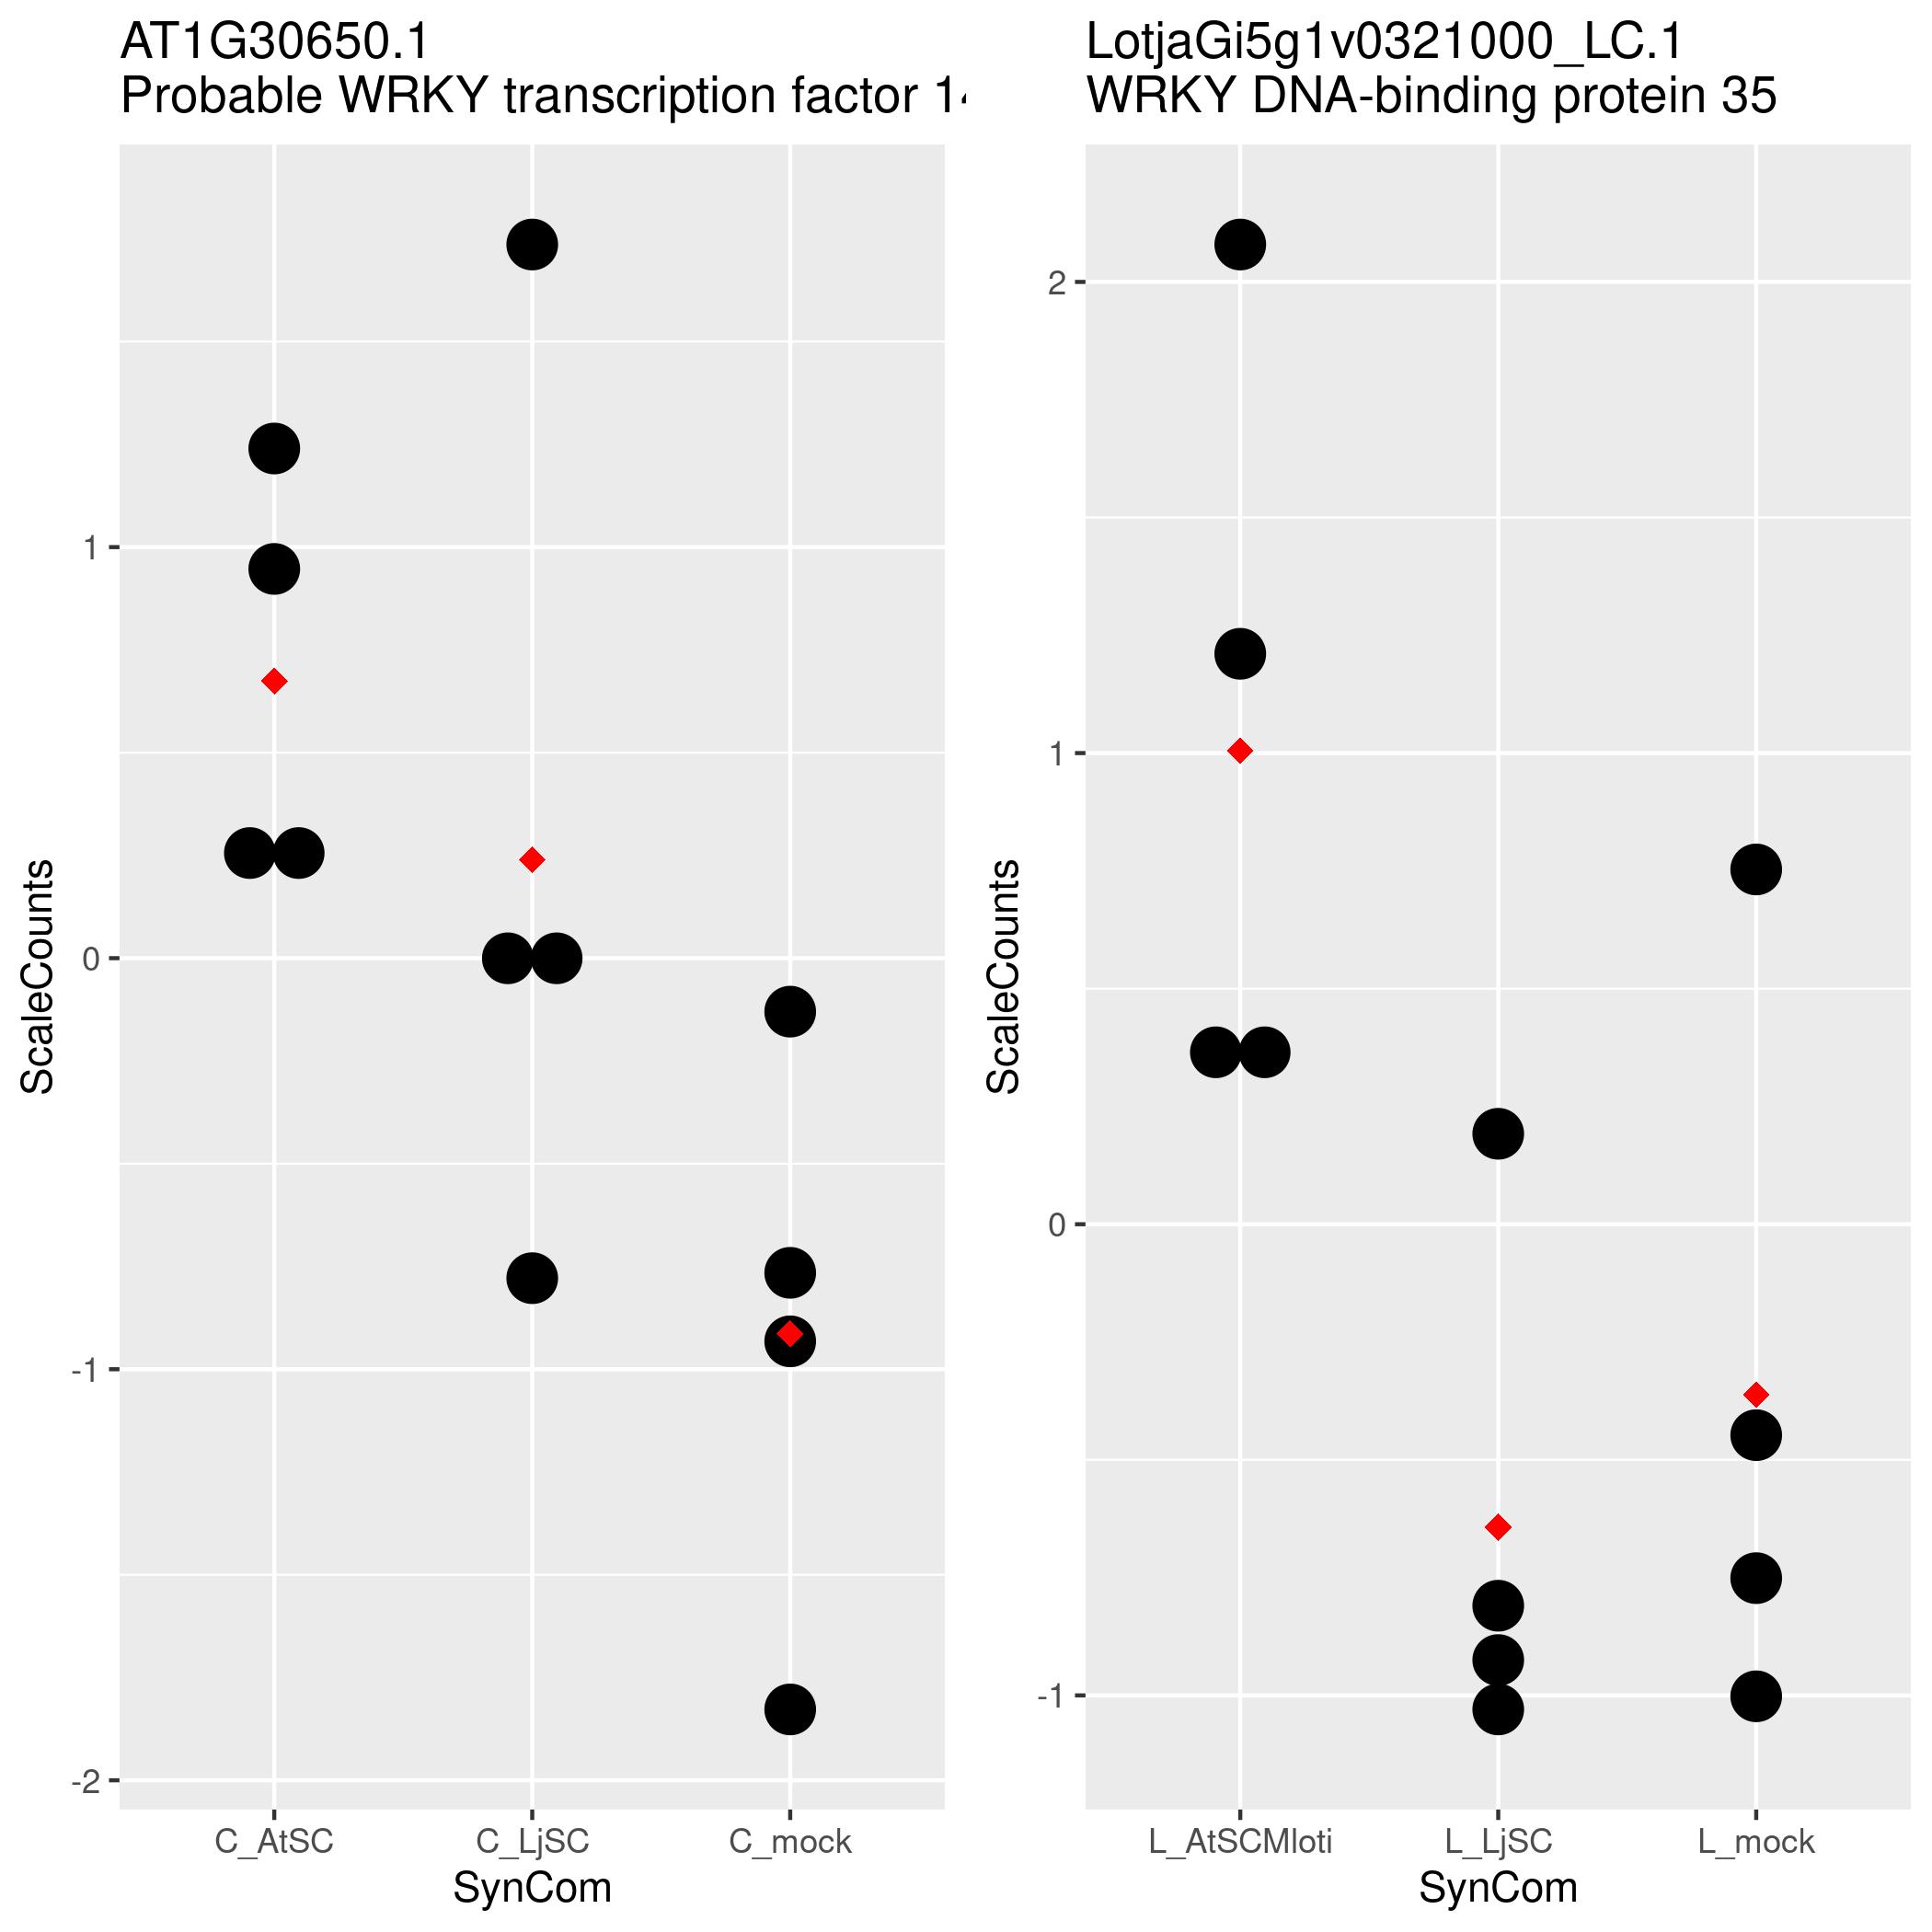 AT1G30650.1
Probable WRKY transcription factor
ScaleCounts
1
0
-1
-2
C_AtSC C_LjSC C_mock
SynCom
LotjaGi5g1v0321000_LC.1
WRKY DNA-binding protein 35
ScaleCounts
2
1
0
-1
L_AtSCMloti L_LjSC L_mock
SynCom